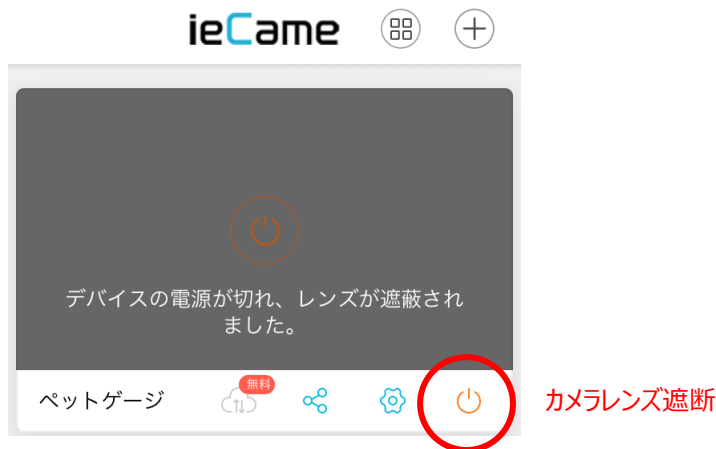 ieCame
デバイスの電源が切れ、レンズが遮蔽され
ました。
無料
ペットゲージ
カメラレンズ遮断